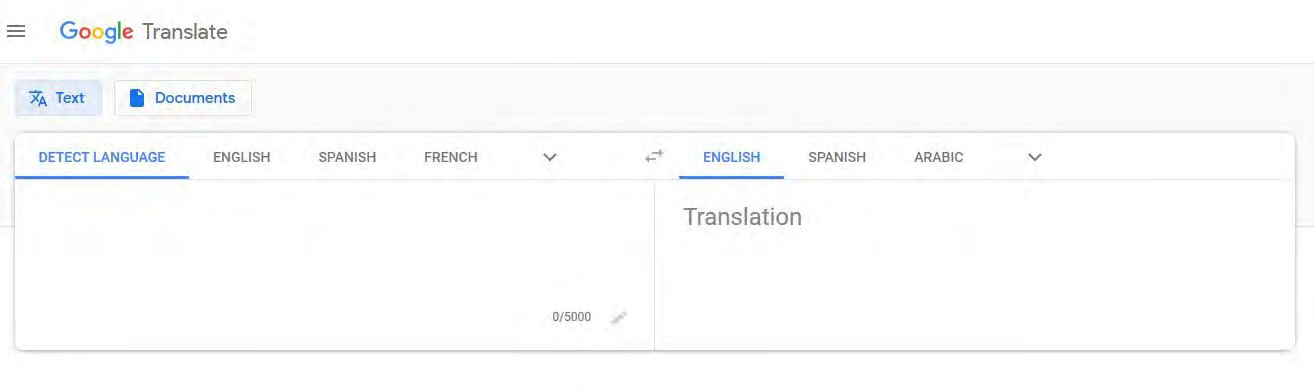 Google Translate
Text Documents
DETECT LANGUAGE ENGLISH SPANISH FRENCH ENGLISH SPANISH ARABIC
Translation
0/5000